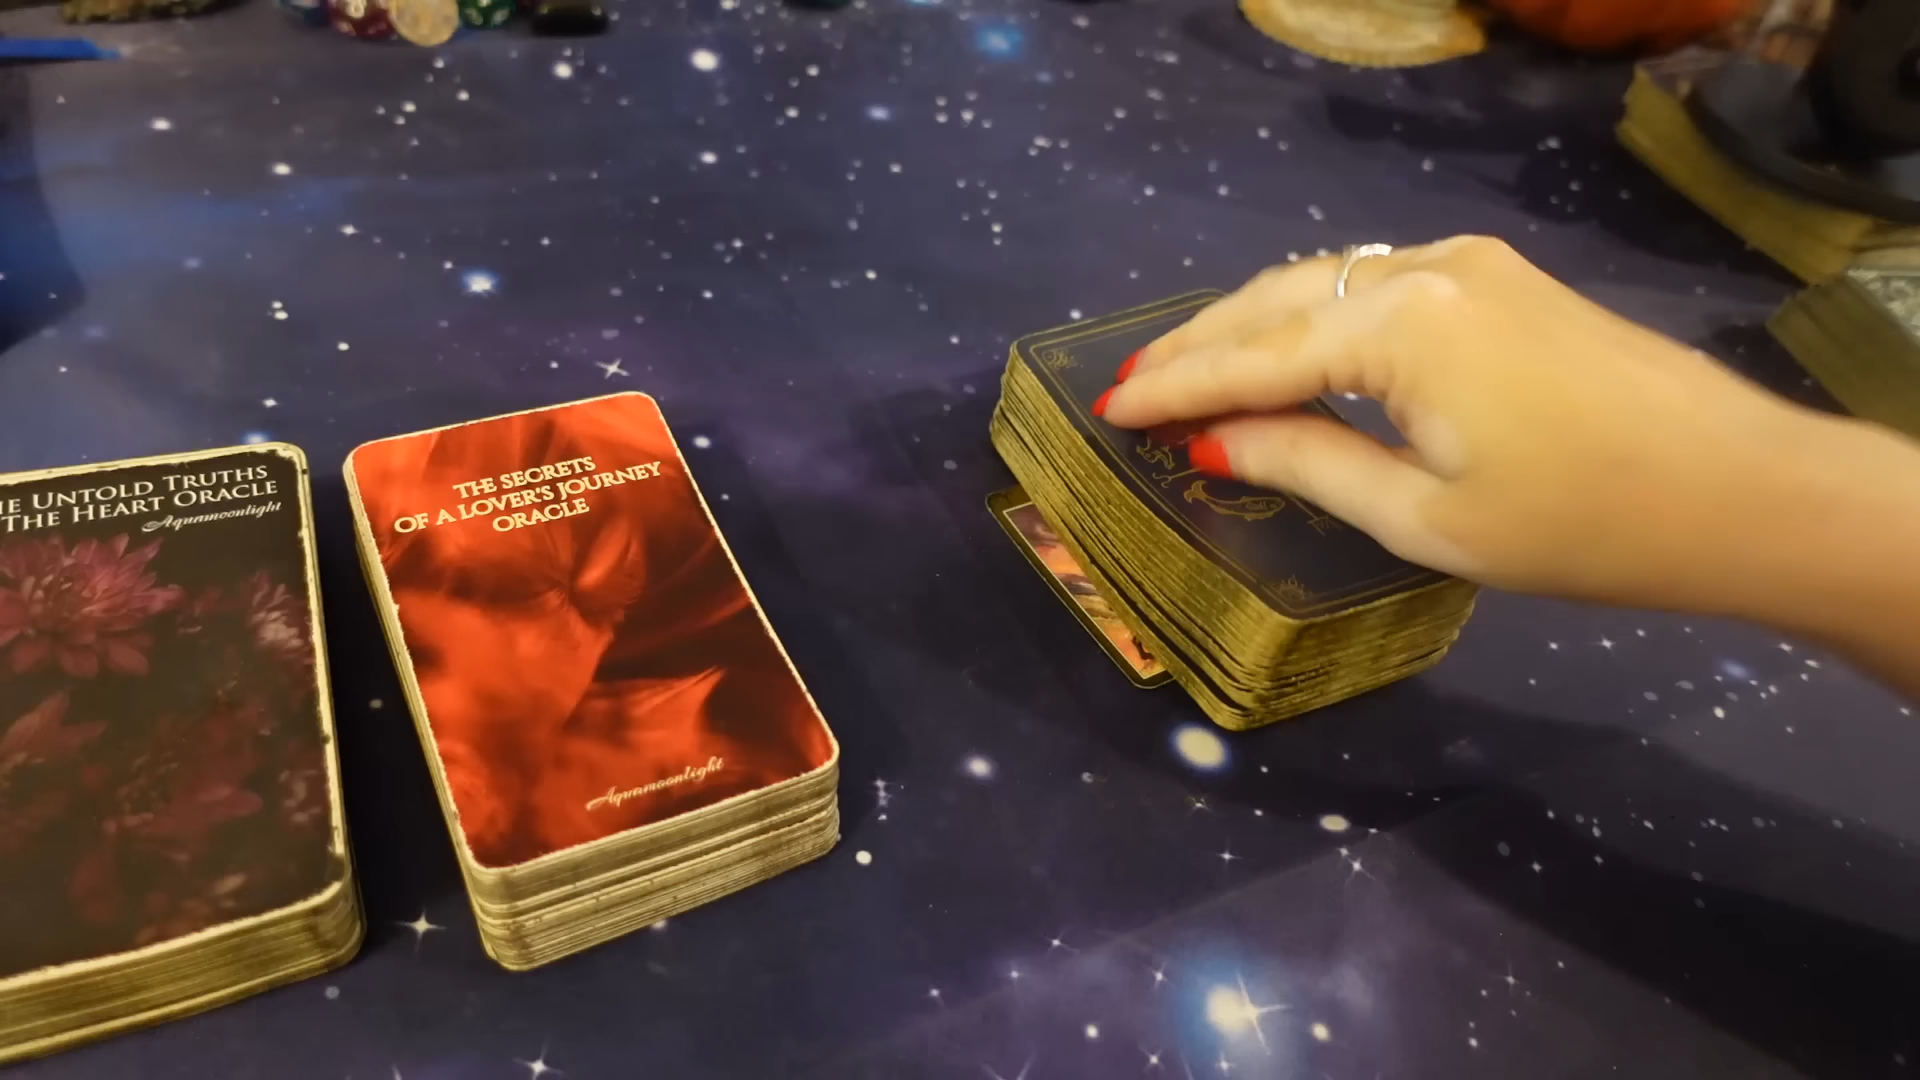 E UNTOLD TRUTHS
THE HEART ORACLE
Aquamoonlight
THE SECRETS
OF A LOVER'S JOURNEY
ORACLE
Aquamoonlight